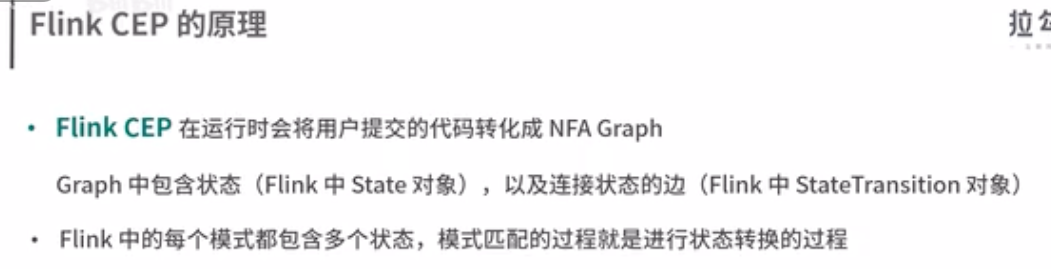 Flink CEP 的原理
拉勾
• Flink CEP 在运行时会将用户提交的代码转化成 NFA Graph
Graph 中包含状态（Flink 中 State 对象），以及连接状态的边（Flink 中 StateTransition 对象）
• Flink 中的每个模式都包含多个状态，模式匹配的过程就是进行状态转换的过程